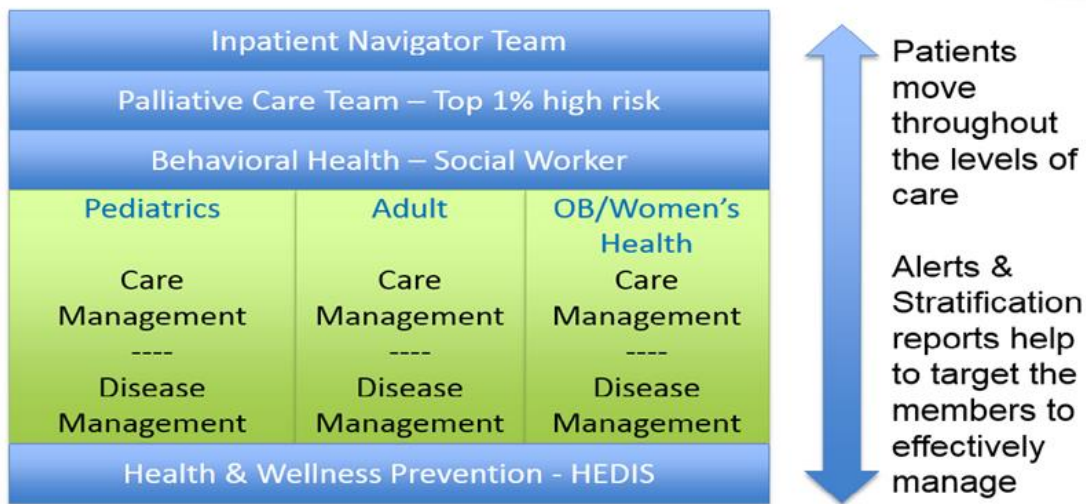 Inpatient Navigator Team
Palliative Care Team – Top 1% high risk
Behavioral Health – Social Worker
Pediatrics
Care
Management
----
Disease
Management
Adult
Care
Management
----
Disease
Management
OB/Women's
Health
Care
Management
----
Disease
Management
Health & Wellness Prevention - HEDIS
Patients
move
throughout
the levels of
care
Alerts &
Stratification
reports help
to target the
members to
effectively
manage